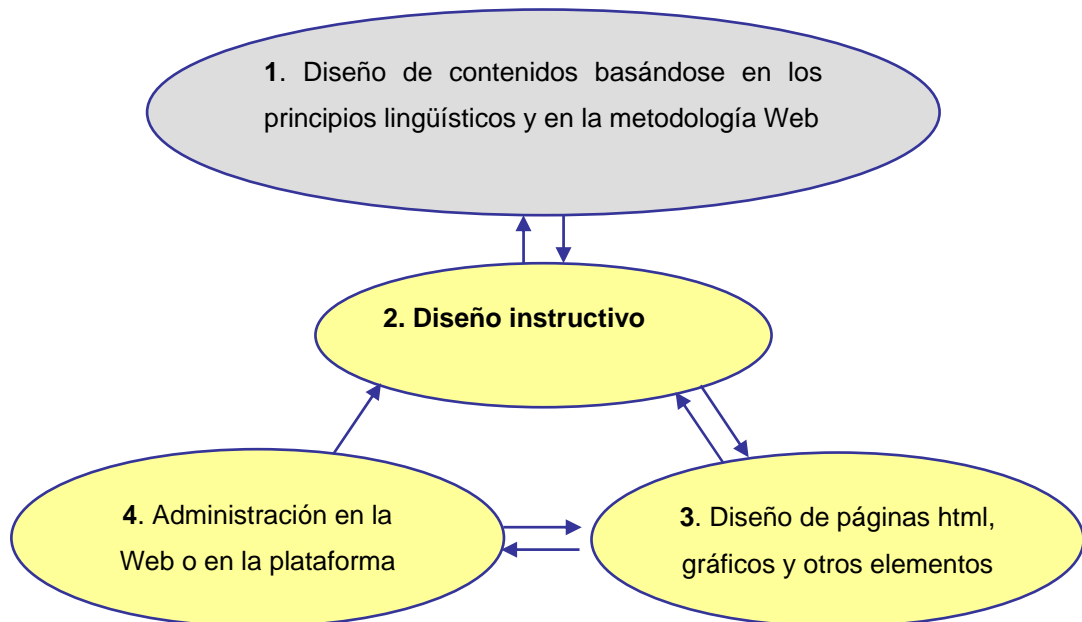 1. Diseño de contenidos basándose en los
principios lingüísticos y en la metodología Web
2. Diseño instructivo
4. Administración en la
Web o en la plataforma
3. Diseño de páginas html,
gráficos y otros elementos